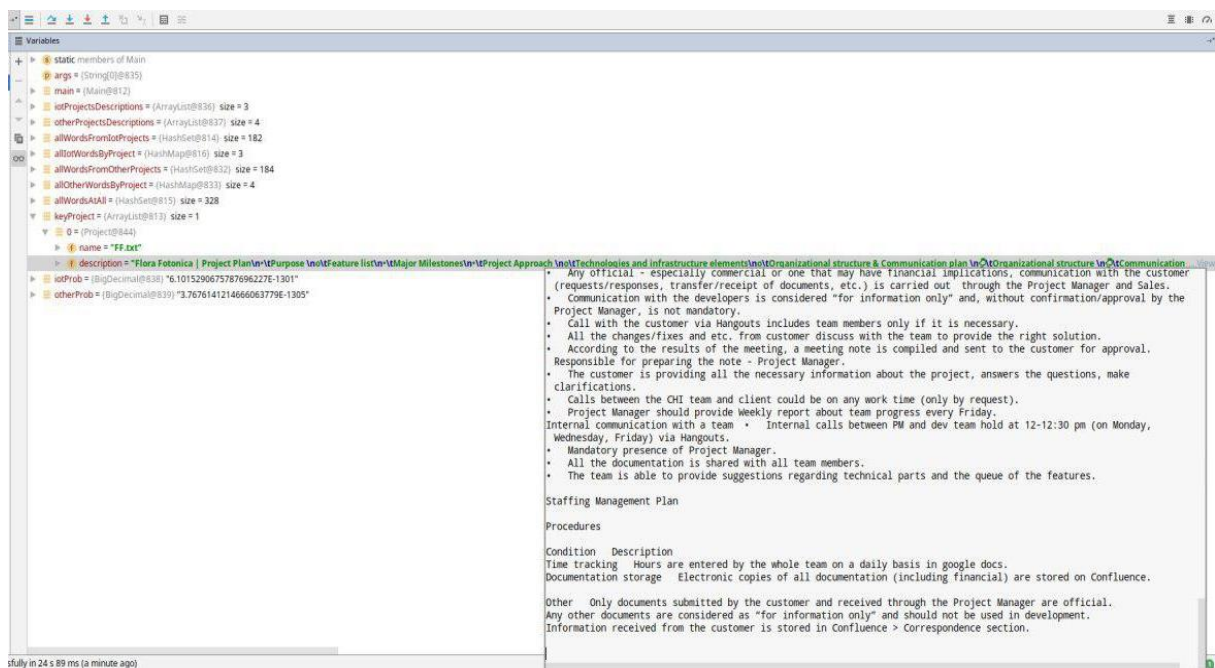 Variables
static members of Main
args = {String[0]@835}
main = {Main@812}
iotProjectsDescriptions = {ArrayList@836} size = 3
otherProjectsDescriptions = {ArrayList@837} size = 4
allWordsFromIotProjects = {HashSet@814} size = 182
allIotWordsByProject = {HashMap@816} size = 3
allWordsFromOtherProjects = {HashSet@832} size = 184
allOtherWordsByProject = {HashMap@833} size = 4
allWordsAtAll = {HashSet@815} size = 328
keyProject = {ArrayList@813} size = 1
0 = {Project@844}
name = "FF.txt"
description = "Flora Fotonica | Project Plan\n•\tPurpose \no\tFeature list\n•\tMajor Milestones\n•\tProject Approach \no\tTechnologies and infrastructure elements\no\tOrganizational structure & Communication plan \n\tOrganizational structure \n\tCommunication ... View
iotProb = {BigDecimal@838} "6.1015290675787696227E-1301"
otherProb = {BigDecimal@839} "3.7676141214666063779E-1305"
• Any official - especially commercial or one that may have financial implications, communication with the customer
(requests/responses, transfer/receipt of documents, etc.) is carried out through the Project Manager and Sales.
• Communication with the developers is considered "for information only" and, without confirmation/approval by the
Project Manager, is not mandatory.
• Call with the customer via Hangouts includes team members only if it is necessary.
• All the changes/fixes and etc. from customer discuss with the team to provide the right solution.
• According to the results of the meeting, a meeting note is compiled and sent to the customer for approval.
Responsible for preparing the note - Project Manager.
• The customer is providing all the necessary information about the project, answers the questions, make
clarifications.
• Calls between the CHI team and client could be on any work time (only by request).
• Project Manager should provide Weekly report about team progress every Friday.
Internal communication with a team • Internal calls between PM and dev team hold at 12-12:30 pm (on Monday,
Wednesday, Friday) via Hangouts.
• Mandatory presence of Project Manager.
• All the documentation is shared with all team members.
• The team is able to provide suggestions regarding technical parts and the queue of the features.
Staffing Management Plan
Procedures
Condition Description
Time tracking Hours are entered by the whole team on a daily basis in google docs.
Documentation storage Electronic copies of all documentation (including financial) are stored on Confluence.
Other Only documents submitted by the customer and received through the Project Manager are official.
Any other documents are considered as "for information only" and should not be used in development.
Information received from the customer is stored in Confluence > Correspondence section.
sfully in 24 s 89 ms (a minute ago)